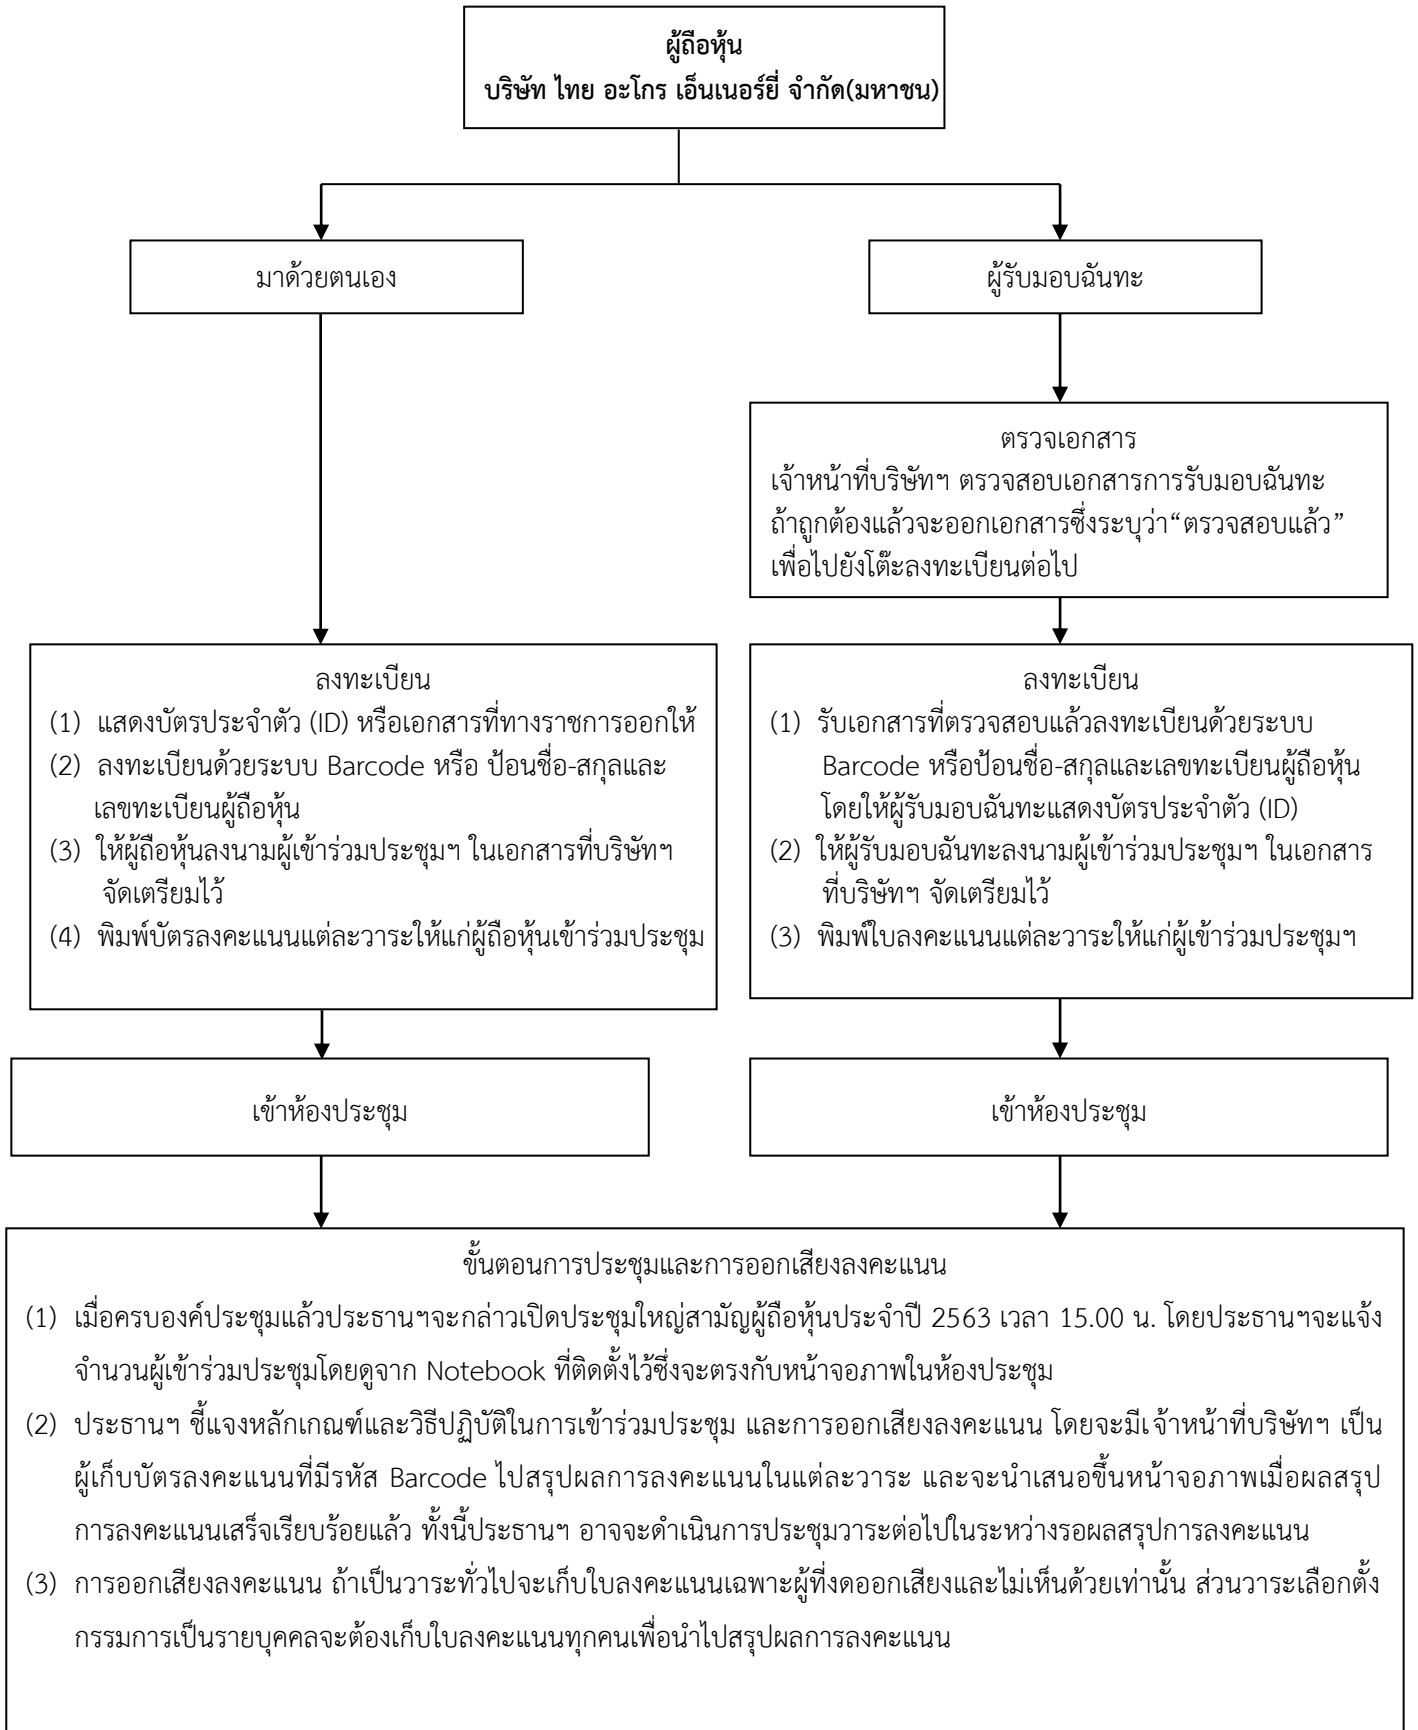 ผู้ถือหุ้น
บริษัท ไทย อะโกร เอ็นเนอร์ยี่ จำกัด(มหาชน)
มาด้วยตนเอง
ผู้รับมอบฉันทะ
ตรวจเอกสาร
เจ้าหน้าที่บริษัทฯ ตรวจสอบเอกสารการรับมอบฉันทะ
ถ้าถูกต้องแล้วจะออกเอกสารซึ่งระบุว่า“ตรวจสอบแล้ว”
เพื่อไปยังโต๊ะลงทะเบียนต่อไป
ลงทะเบียน
(1) แสดงบัตรประจำตัว (ID) หรือเอกสารที่ทางราชการออกให้
(2) ลงทะเบียนด้วยระบบ Barcode หรือ ป้อนชื่อ-สกุลและ
เลขทะเบียนผู้ถือหุ้น
(3) ให้ผู้ถือหุ้นลงนามผู้เข้าร่วมประชุมฯ ในเอกสารที่บริษัทฯ
จัดเตรียมไว้
(4) พิมพ์บัตรลงคะแนนแต่ละวาระให้แก่ผู้ถือหุ้นเข้าร่วมประชุม
ลงทะเบียน
(1) รับเอกสารที่ตรวจสอบแล้วลงทะเบียนด้วยระบบ
Barcode หรือป้อนชื่อ-สกุลและเลขทะเบียนผู้ถือหุ้น
โดยให้ผู้รับมอบฉันทะแสดงบัตรประจำตัว (ID)
(2) ให้ผู้รับมอบฉันทะลงนามผู้เข้าร่วมประชุมฯ ในเอกสาร
ที่บริษัทฯ จัดเตรียมไว้
(3) พิมพ์ใบลงคะแนนแต่ละวาระให้แก่ผู้เข้าร่วมประชุมฯ
เข้าห้องประชุม
เข้าห้องประชุม
ขั้นตอนการประชุมและการออกเสียงลงคะแนน
(1) เมื่อครบองค์ประชุมแล้วประธานฯจะกล่าวเปิดประชุมใหญ่สามัญผู้ถือหุ้นประจำปี 2563 เวลา 15.00 น. โดยประธานฯจะแจ้ง
จำนวนผู้เข้าร่วมประชุมโดยดูจาก Notebook ที่ติดตั้งไว้ซึ่งจะตรงกับหน้าจอภาพในห้องประชุม
(2) ประธานฯ ชี้แจงหลักเกณฑ์และวิธีปฏิบัติในการเข้าร่วมประชุม และการออกเสียงลงคะแนน โดยจะมีเจ้าหน้าที่บริษัทฯ เป็น
ผู้เก็บบัตรลงคะแนนที่มีรหัส Barcode ไปสรุปผลการลงคะแนนในแต่ละวาระ และจะนำเสนอขึ้นหน้าจอภาพเมื่อผลสรุป
การลงคะแนนเสร็จเรียบร้อยแล้ว ทั้งนี้ประธานฯ อาจจะดำเนินการประชุมวาระต่อไปในระหว่างรอผลสรุปการลงคะแนน
(3) การออกเสียงลงคะแนน ถ้าเป็นวาระทั่วไปจะเก็บใบลงคะแนนเฉพาะผู้ที่งดออกเสียงและไม่เห็นด้วยเท่านั้น ส่วนวาระเลือกตั้ง
กรรมการเป็นรายบุคคลจะต้องเก็บใบลงคะแนนทุกคนเพื่อนำไปสรุปผลการลงคะแนน